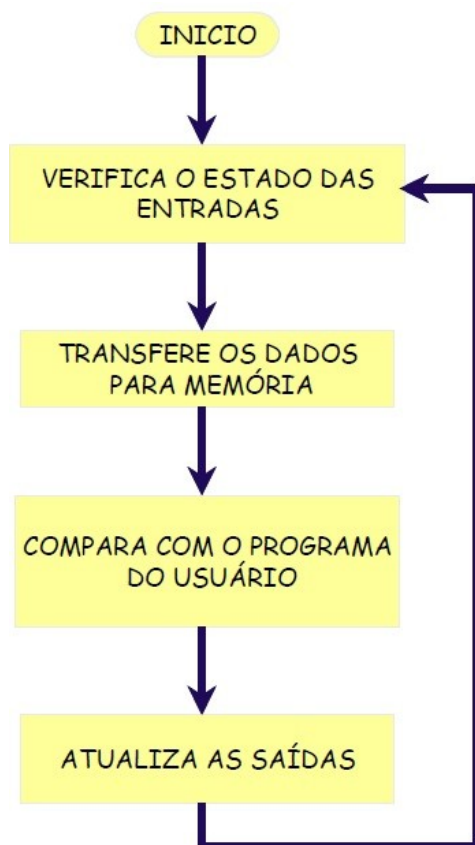 INICIO
VERIFICA O ESTADO DAS
ENTRADAS
TRANSFERE OS DADOS
PARA MEMÓRIA
COMPARA COM O PROGRAMA
DO USUÁRIO
ATUALIZA AS SAÍDAS